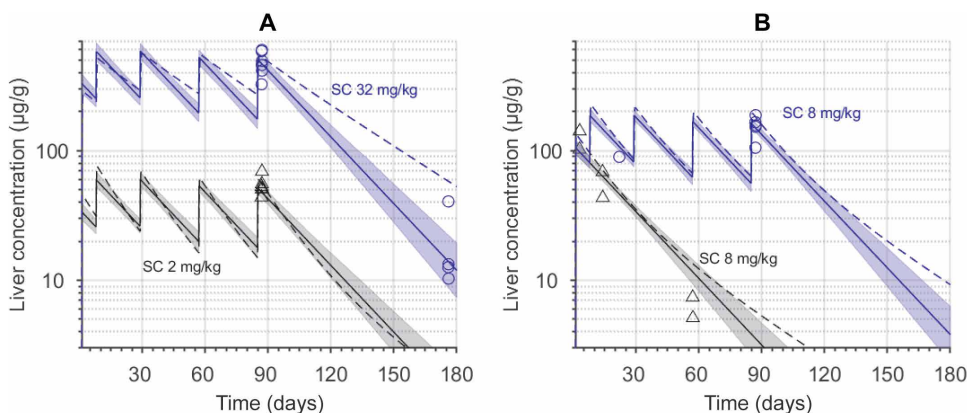 A
B
Liver concentration (µg/g)
100
10
SC 32 mg/kg
SC 2 mg/kg
0
30
60
90
120
150
180
Time (days)
Liver concentration (µg/g)
100
10
SC 8 mg/kg
SC 8 mg/kg
30
60
90
120
150
180
Time (days)